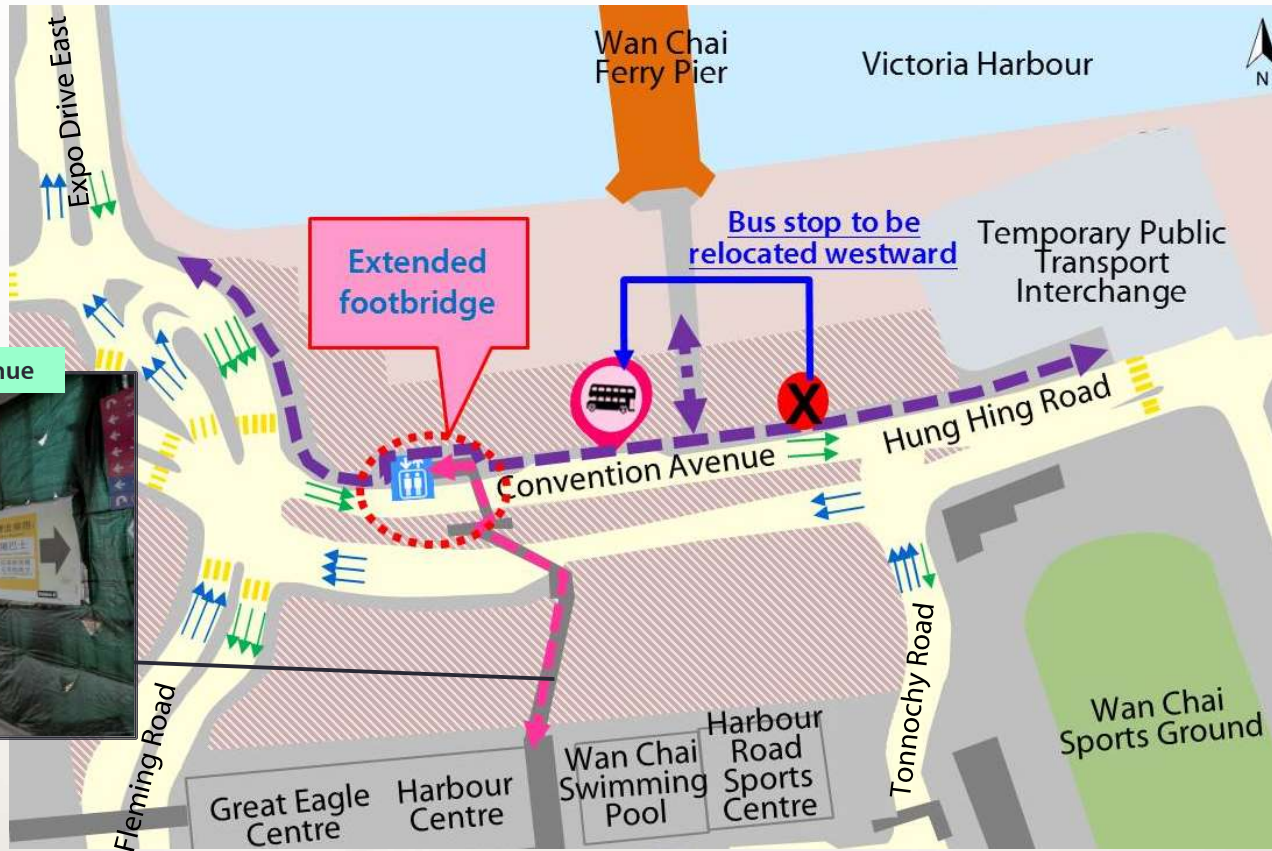 Expo Drive East
Wan Chai
Ferry Pier
Victoria Harbour
N
Extended
footbridge
Bus stop to be
relocated westward
Temporary Public
Transport
Interchange
nue
X
Hung Hing Road
Convention Avenue
Fleming Road
Tonnochy Road
Wan Chai
Sports Ground
Great Eagle
Centre
Harbour
Centre
Wan Chai
Swimming
Pool
Harbour
Road
Sports
Centre